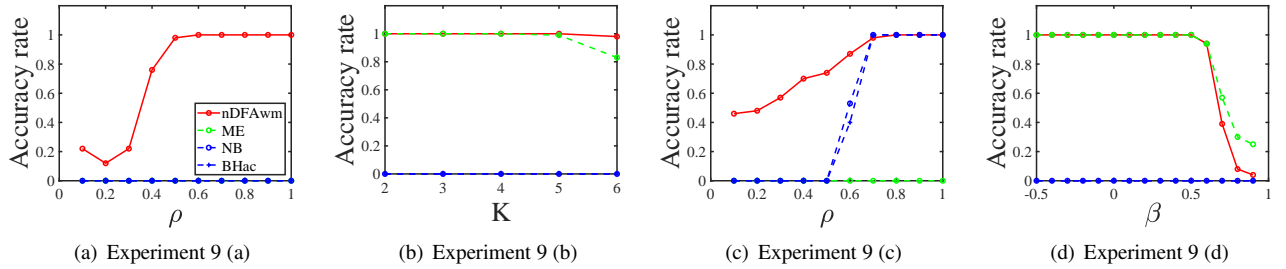 Accuracy rate
1
0.8
0.6
0.4
0.2
0
0 0.2 0.4 0.6 0.8 1
ρ
nDFAwm
ME
NB
BHac
(a) Experiment 9 (a)
Accuracy rate
1
0.8
0.6
0.4
0.2
0
2 3 4 5 6
K
(b) Experiment 9 (b)
Accuracy rate
1
0.8
0.6
0.4
0.2
0
0 0.2 0.4 0.6 0.8 1
ρ
(c) Experiment 9 (c)
Accuracy rate
1
0.8
0.6
0.4
0.2
0
-0.5 0 0.5 1
β
(d) Experiment 9 (d)